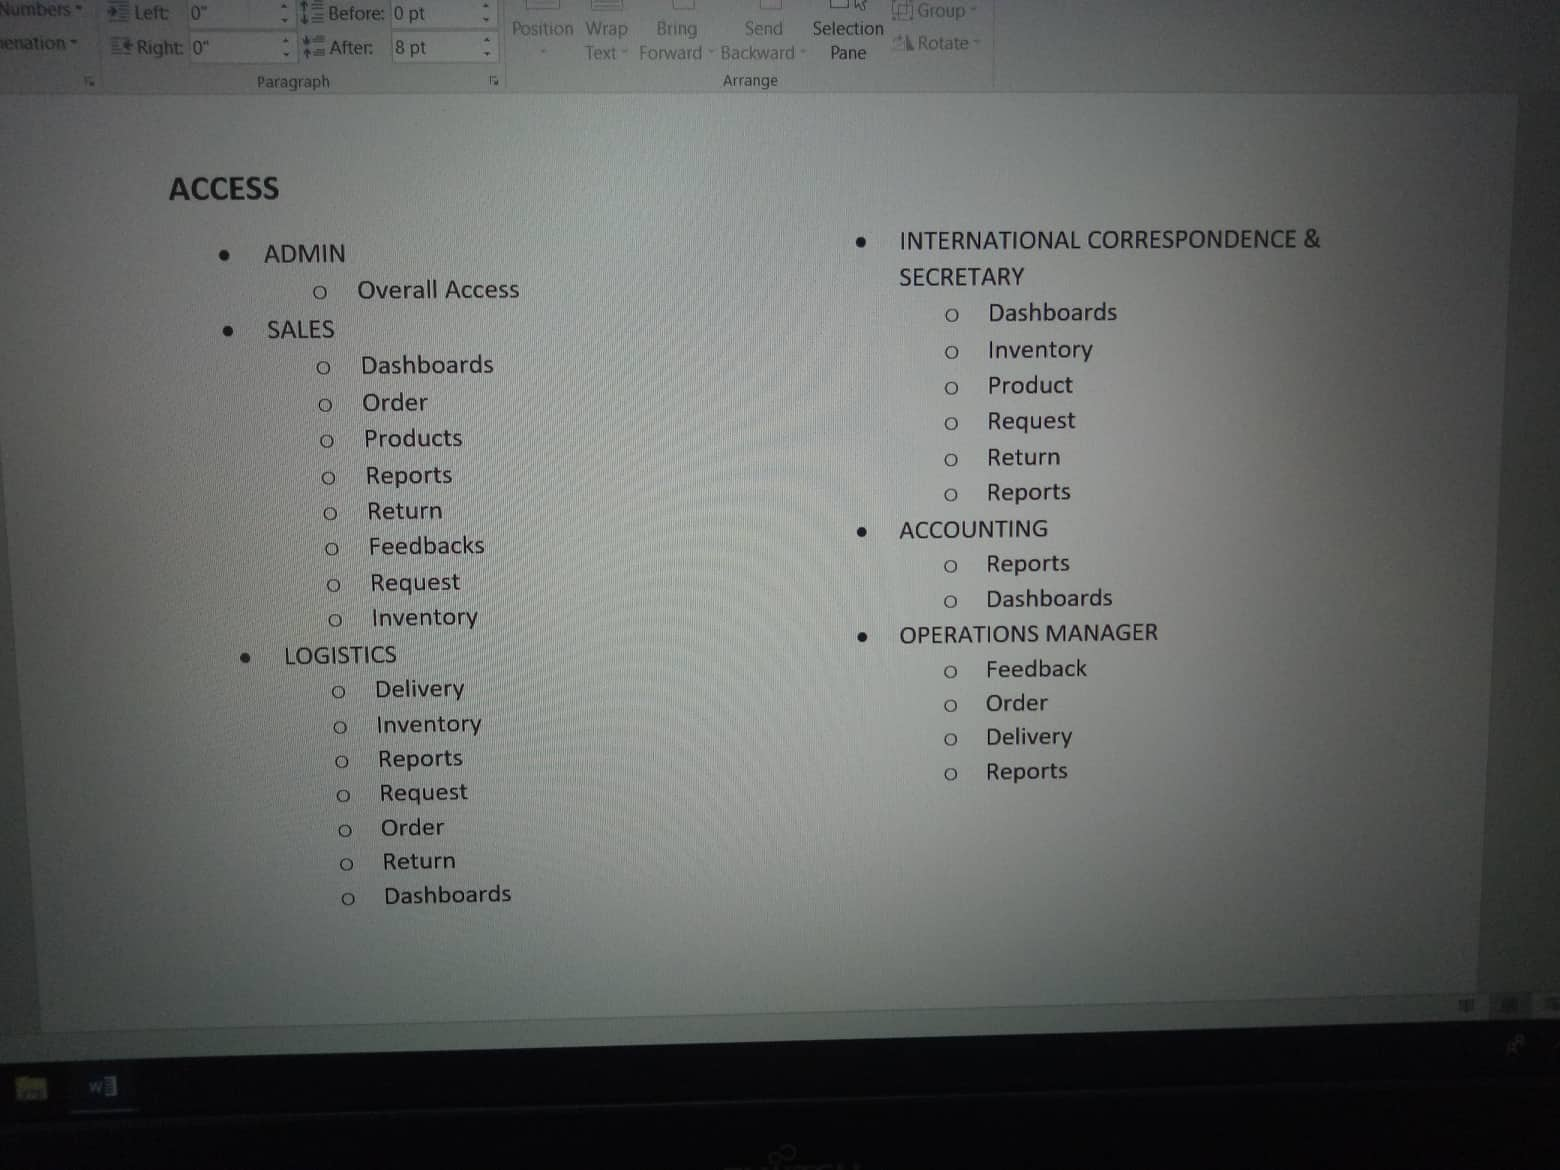 Numbers
Left: 0"
Before: 0 pt
Right: 0"
After: 8 pt
Paragraph
Position
Wrap Text
Bring Forward
Send Backward
Selection Pane
Group
Rotate
Arrange
ACCESS
• ADMIN
o Overall Access
• SALES
o Dashboards
o Order
o Products
o Reports
o Return
o Feedbacks
o Request
o Inventory
• LOGISTICS
o Delivery
o Inventory
o Reports
o Request
o Order
o Return
o Dashboards
• INTERNATIONAL CORRESPONDENCE &
SECRETARY
o Dashboards
o Inventory
o Product
o Request
o Return
o Reports
• ACCOUNTING
o Reports
o Dashboards
• OPERATIONS MANAGER
o Feedback
o Order
o Delivery
o Reports